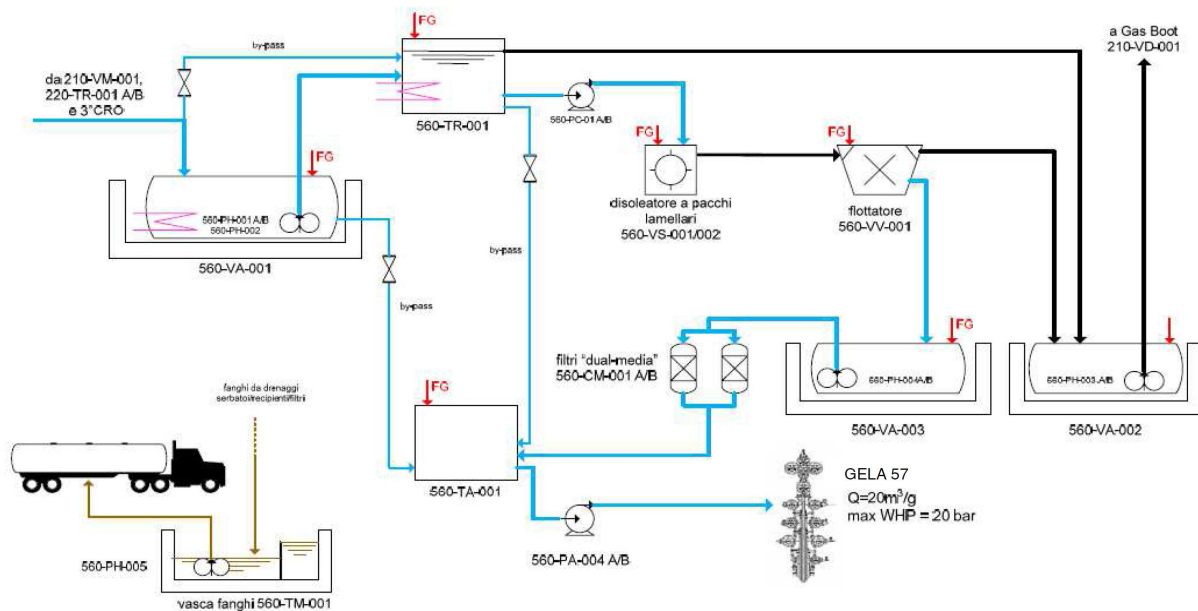 FG
by-pass
a Gas Boot
210-VD-001
da 210-VM-001,
220-TR-001 A/B
e 3°CRO
560-TR-001
560-PC-01 A/B
FG
FG
FG
560-PH-001 A/B
560-PH-002
disoleatore a pacchi
lamellari
560-VS-001/002
flottatore
560-VV-001
by-pass
560-VA-001
by-pass
FG
filtri "dual-media"
560-CM-001 A/B
560-PH-004A/B
560-PH-003.A/B
fanghi da drenaggi
serbatoi/recipienti/filtri
FG
560-VA-003
560-VA-002
560-TA-001
GELA 57
Q=20m³/g
max WHP = 20 bar
560-PH-005
560-PA-004 A/B
vasca fanghi 560-TM-001